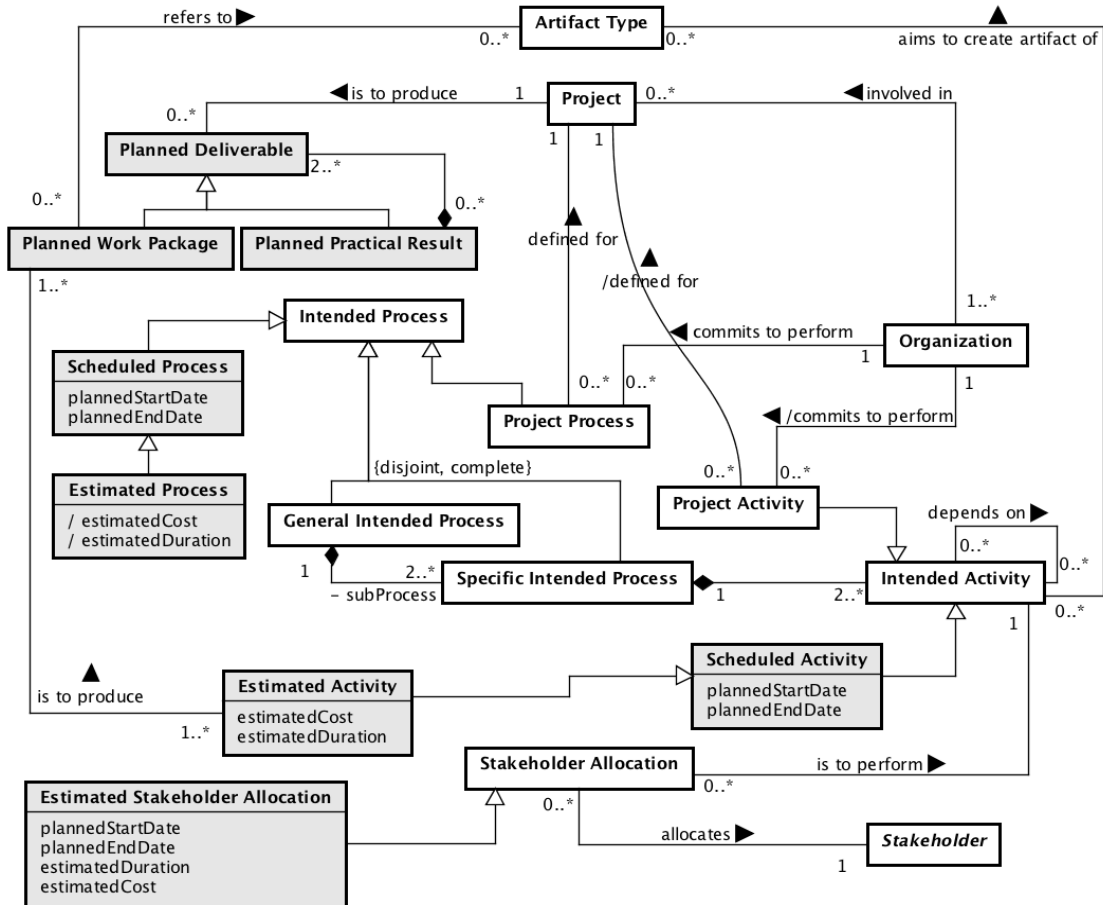 refers to ▶
Artifact Type
0..*
0..*
aims to create artifact of
◀ is to produce
1
Project
0..*
◀ involved in
0..*
1
1
Planned Deliverable
2..*
0..*
0..*
Planned Work Package
Planned Practical Result
defined for
1..*
/defined for
Intended Process
1..*
◀ commits to perform
Organization
1
1
Scheduled Process
plannedStartDate
plannedEndDate
0..*
0..*
Project Process
◀ /commits to perform
{disjoint, complete}
0..*
0..*
Estimated Process
/ estimatedCost
/ estimatedDuration
General Intended Process
Project Activity
depends on ▶
0..*
0..*
1
2..*
– subProcess
Specific Intended Process
1
2..*
Intended Activity
1
0..*
Scheduled Activity
plannedStartDate
plannedEndDate
is to produce
1..*
Estimated Activity
estimatedCost
estimatedDuration
Stakeholder Allocation
0..*
is to perform ▶
0..*
Estimated Stakeholder Allocation
plannedStartDate
plannedEndDate
estimatedDuration
estimatedCost
allocates ▶
1
Stakeholder